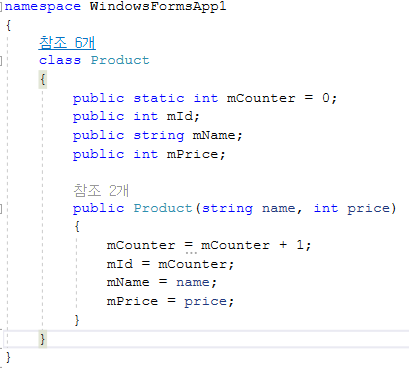 namespace WindowsFormsApp1
{
참조 6개
class Product
{
public static int mCounter = 0;
public int mId;
public string mName;
public int mPrice;
참조 2개
public Product(string name, int price)
{
mCounter = mCounter + 1;
mId = mCounter;
mName = name;
mPrice = price;
}
}
}